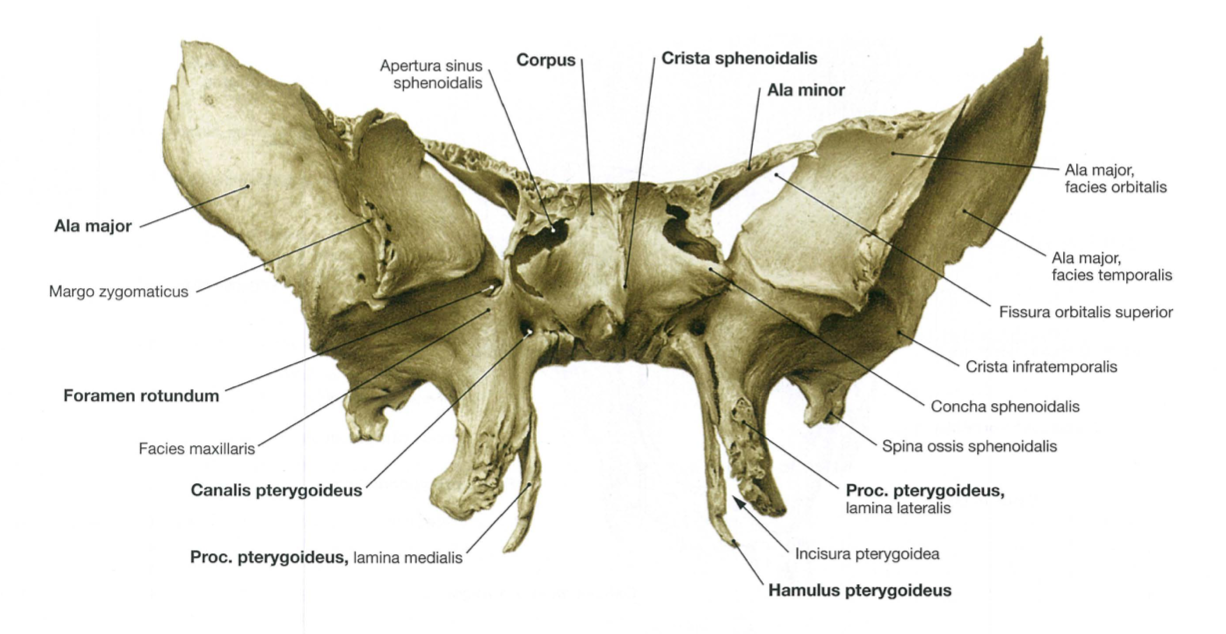 Apertura sinus
sphenoidalis
Corpus
Crista sphenoidalis
Ala minor
Ala major,
facies orbitalis
Ala major
Ala major,
facies temporalis
Margo zygomaticus
Fissura orbitalis superior
Crista infratemporalis
Foramen rotundum
Concha sphenoidalis
Facies maxillaris
Spina ossis sphenoidalis
Canalis pterygoideus
Proc. pterygoideus,
lamina lateralis
Proc. pterygoideus, lamina medialis
Incisura pterygoidea
Hamulus pterygoideus